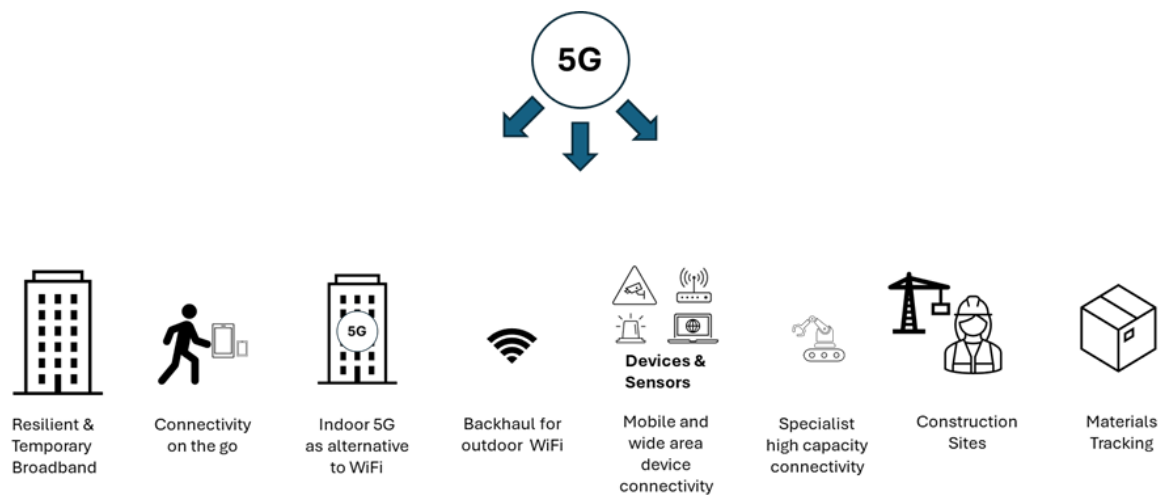 5G
5G
Devices &
Sensors
Resilient &
Temporary
Broadband
Connectivity
on the go
Indoor 5G
as alternative
to WiFi
Backhaul for
outdoor WiFi
Mobile and
wide area
device
connectivity
Specialist
high capacity
connectivity
Construction
Sites
Materials
Tracking